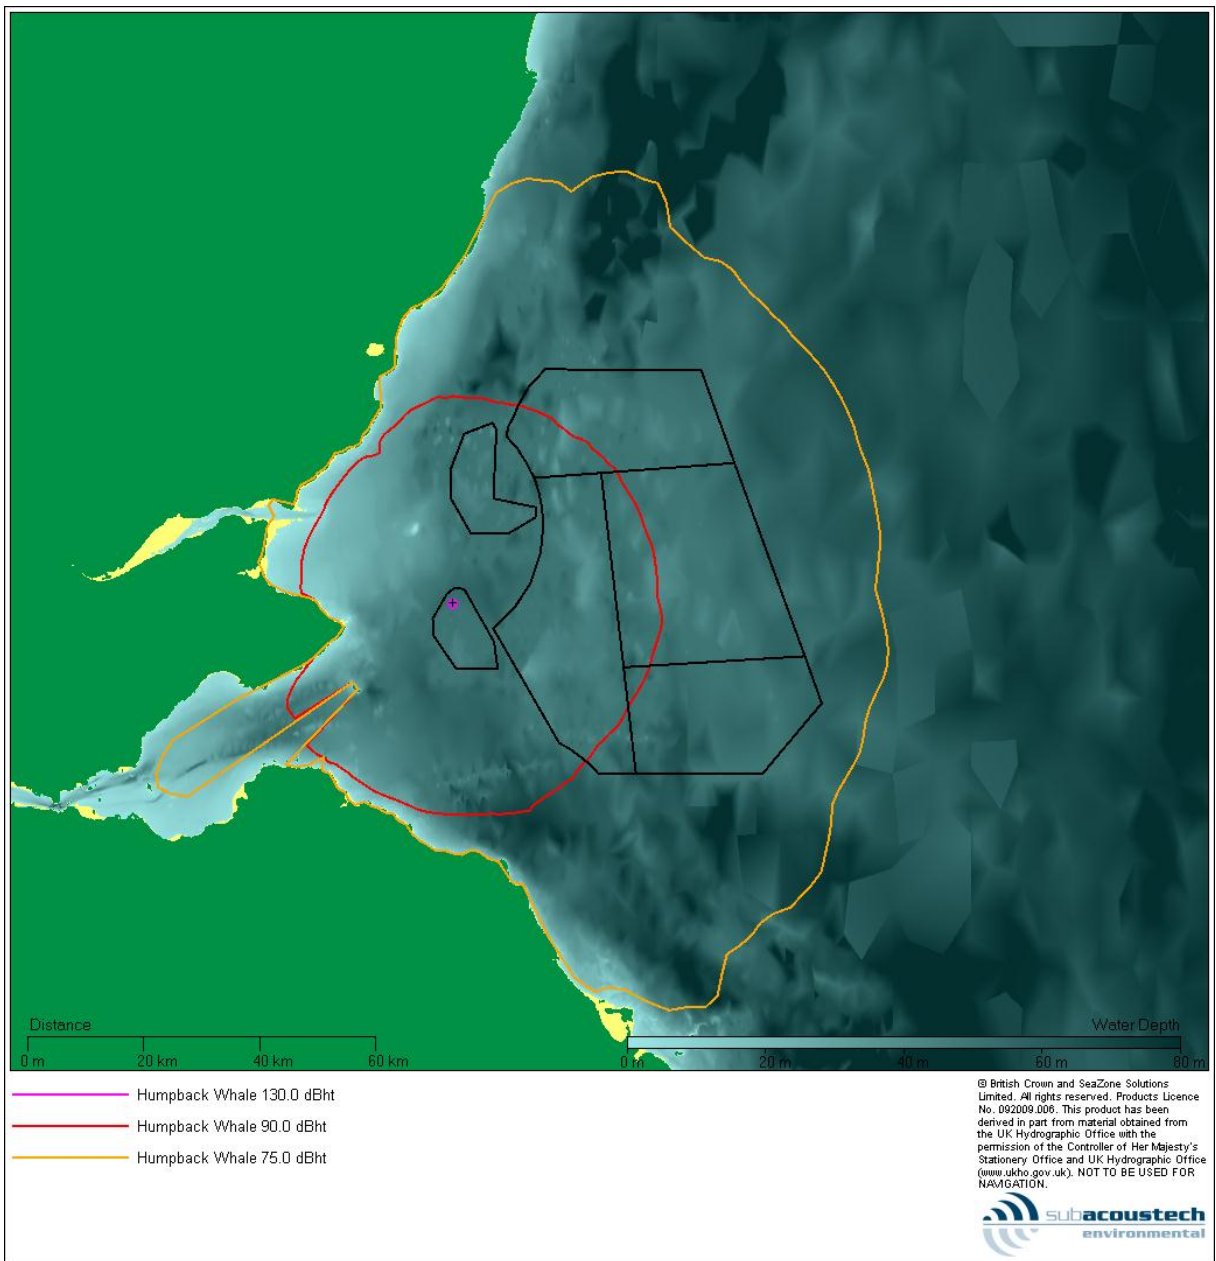 Distance
0 m 20 km 40 km 60 km
Water Depth
0 m 20 m 40 m 60 m 80 m
Humpback Whale 130.0 dBht
Humpback Whale 90.0 dBht
Humpback Whale 75.0 dBht
© British Crown and SeaZone Solutions
Limited. All rights reserved. Products Licence
No. 092009.006. This product has been
derived in part from material obtained from
the UK Hydrographic Office with the
permission of the Controller of Her Majesty's
Stationery Office and UK Hydrographic Office
(www.ukho.gov.uk). NOT TO BE USED FOR
NAVIGATION.
subacoustech
environmental